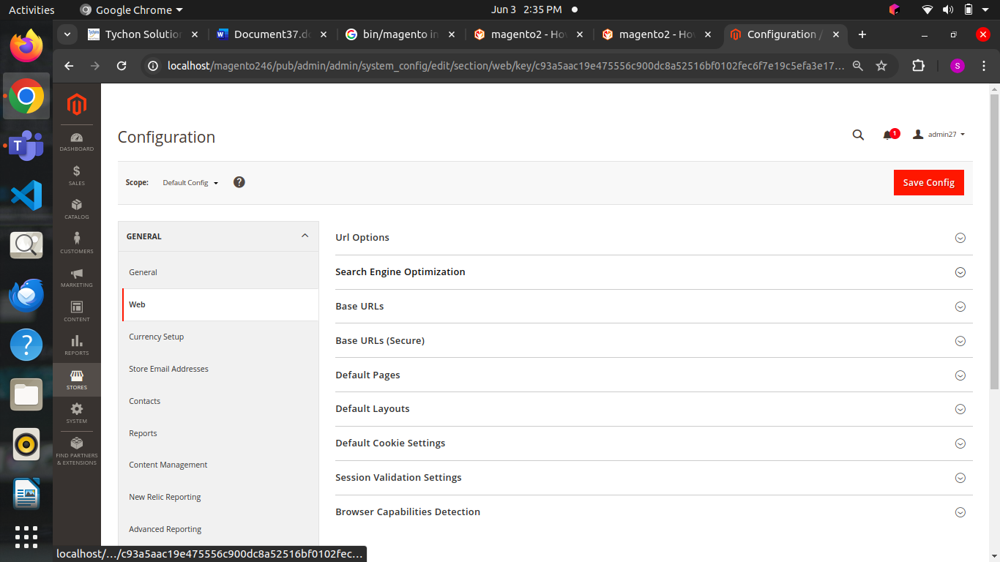 Activities
Google Chrome
Jun 3 2:35 PM
Tychon Solution
Document37.do
bin/magento in
magento2 - Ho
magento2 - Ho
Configuration /
localhost/magento246/pub/admin/admin/system_config/edit/section/web/key/c93a5aac19e475556c900dc8a52516bf0102fec6f7e19c5efa3e17...
S
DASHBOARD
$
SALES
CATALOG
CUSTOMERS
MARKETING
CONTENT
REPORTS
STORES
SYSTEM
FIND PARTNERS
& EXTENSIONS
Configuration
1
admin27
Scope:
Default Config
?
Save Config
GENERAL
General
Web
Currency Setup
Store Email Addresses
Contacts
Reports
Content Management
New Relic Reporting
Advanced Reporting
Url Options
Search Engine Optimization
Base URLs
Base URLs (Secure)
Default Pages
Default Layouts
Default Cookie Settings
Session Validation Settings
Browser Capabilities Detection
localhost/.../c93a5aac19e475556c900dc8a52516bf0102fec...